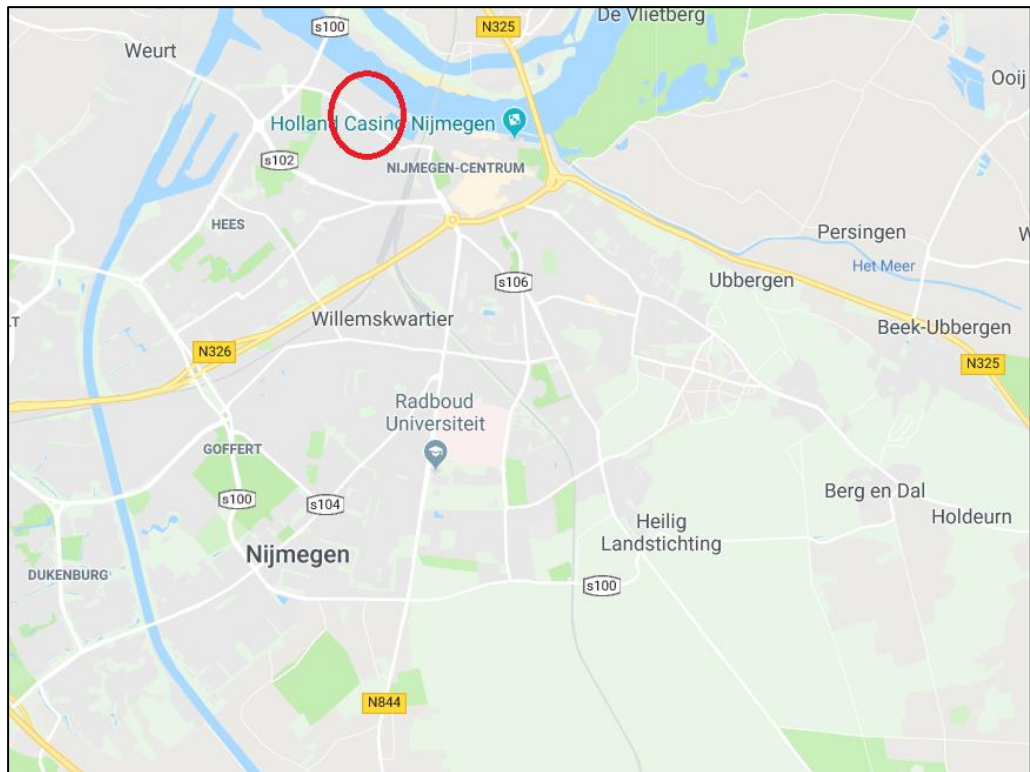 De Vlietberg
s100
N325
Weurt
Ooij
Holland Casino Nijmegen
s102
NIJMEGEN-CENTRUM
HEES
Persingen
W
Het Meer
s106
Ubbergen
LT
Willemskwartier
Beek-Ubbergen
N326
N325
Radboud
Universiteit
GOFFERT
s100
s104
Berg en Dal
Heilig
Landstichting
Holdeurn
Nijmegen
DUKENBURG
s100
N844